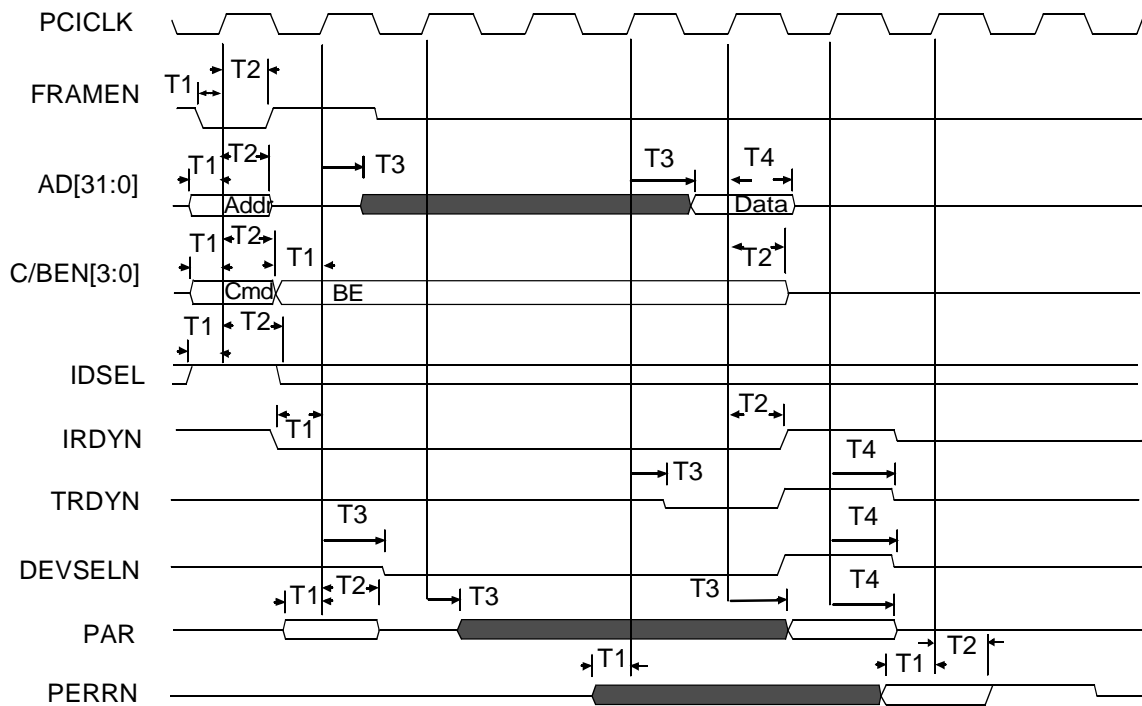 PCICLK
T1 T2
FRAMEN
T1 T2 T3 T3 T4
AD[31:0]
Addr Data
T1 T2 T1 T2
C/BEN[3:0]
Cmd BE
T1 T2
IDSEL
T1 T2
IRDYN
T3 T4
TRDYN
T3 T4
DEVSELN
T1 T2 T3 T3 T4
PAR
T1 T1 T2
PERRN